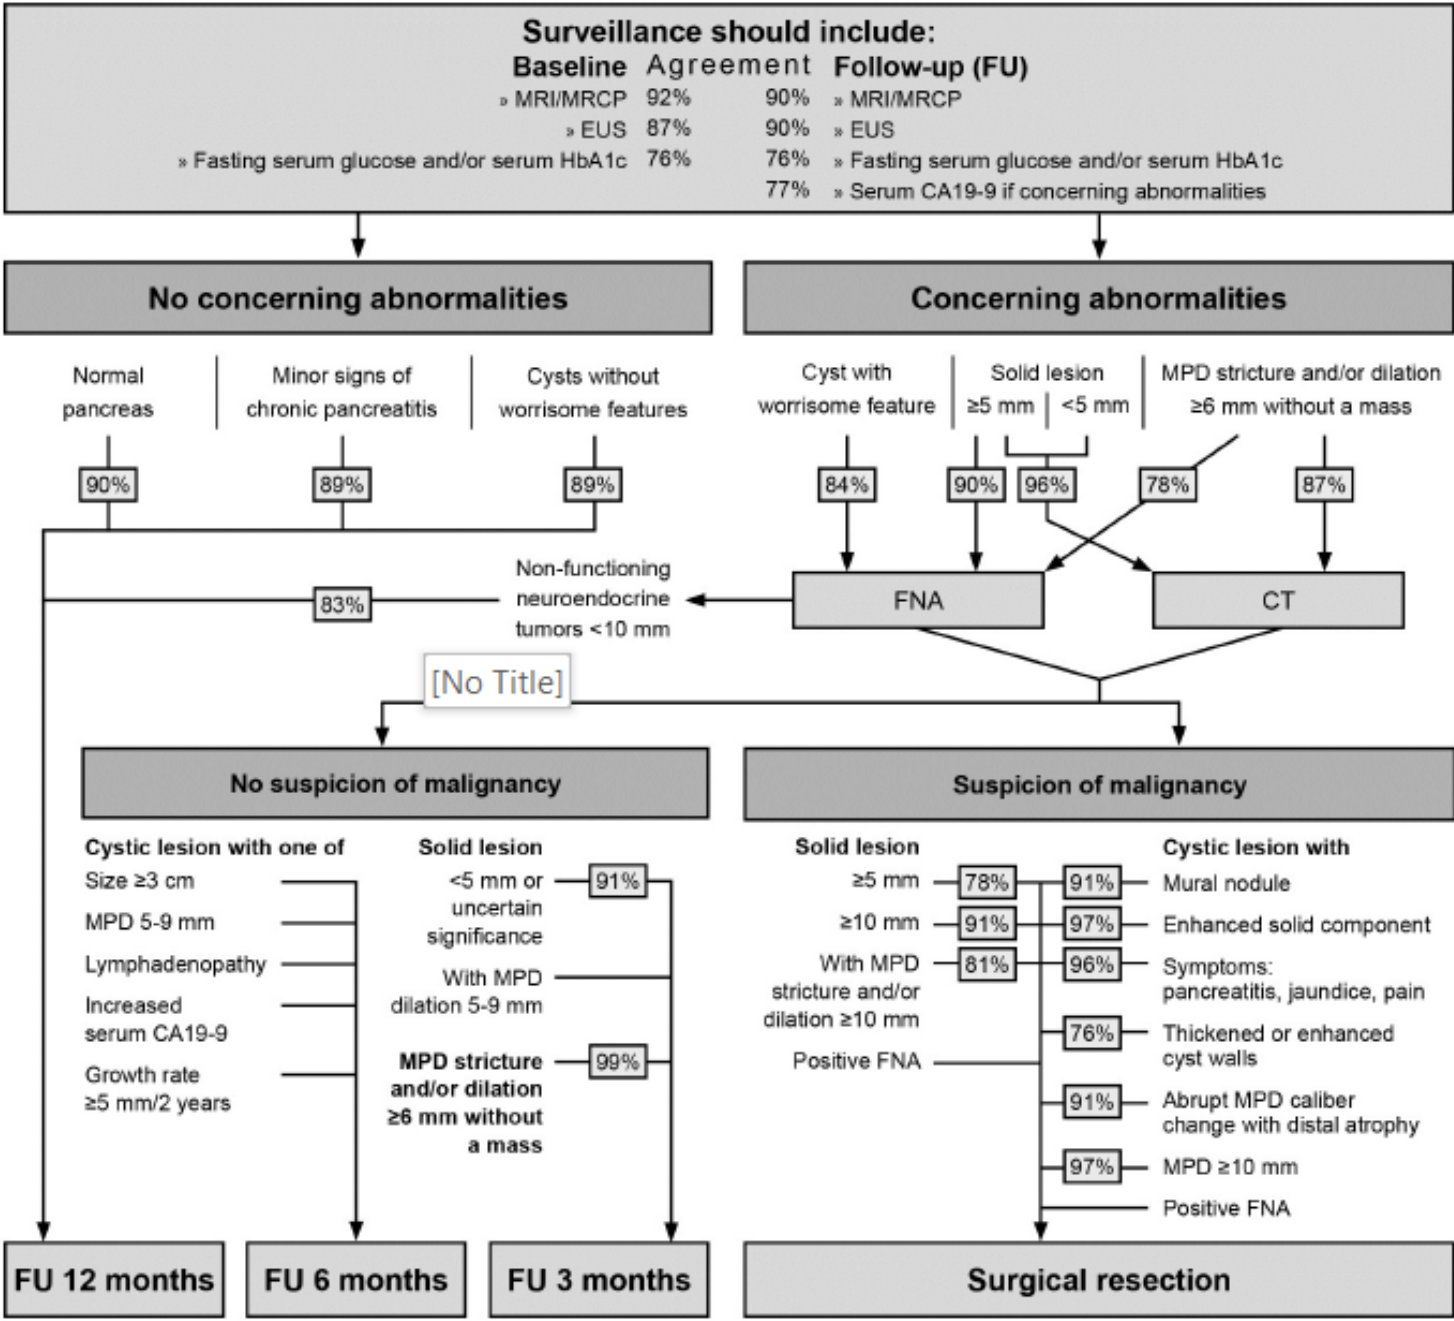 Surveillance should include:
Baseline Agreement Follow-up (FU)
» MRI/MRCP 92% 90% » MRI/MRCP
» EUS 87% 90% » EUS
» Fasting serum glucose and/or serum HbA1c 76% 76% » Fasting serum glucose and/or serum HbA1c
77% » Serum CA19-9 if concerning abnormalities
No concerning abnormalities
Normal
pancreas
Minor signs of
chronic pancreatitis
Cysts without
worrisome features
90%
89%
89%
Concerning abnormalities
Cyst with
worrisome feature
Solid lesion
≥5 mm
<5 mm
MPD stricture and/or dilation
≥6 mm without a mass
84%
90%
96%
78%
87%
FNA
CT
Non-functioning
neuroendocrine
tumors <10 mm
83%
[No Title]
No suspicion of malignancy
Cystic lesion with one of
Size ≥3 cm
MPD 5-9 mm
Lymphadenopathy
Increased
serum CA19-9
Growth rate
≥5 mm/2 years
Solid lesion
<5 mm or
uncertain
significance
91%
With MPD
dilation 5-9 mm
MPD stricture
and/or dilation
≥6 mm without
a mass
99%
Suspicion of malignancy
Solid lesion
≥5 mm
78%
≥10 mm
91%
With MPD
stricture and/or
dilation ≥10 mm
81%
Positive FNA
Cystic lesion with
91%
Mural nodule
97%
Enhanced solid component
96%
Symptoms:
pancreatitis, jaundice, pain
76%
Thickened or enhanced
cyst walls
91%
Abrupt MPD caliber
change with distal atrophy
97%
MPD ≥10 mm
Positive FNA
FU 12 months
FU 6 months
FU 3 months
Surgical resection